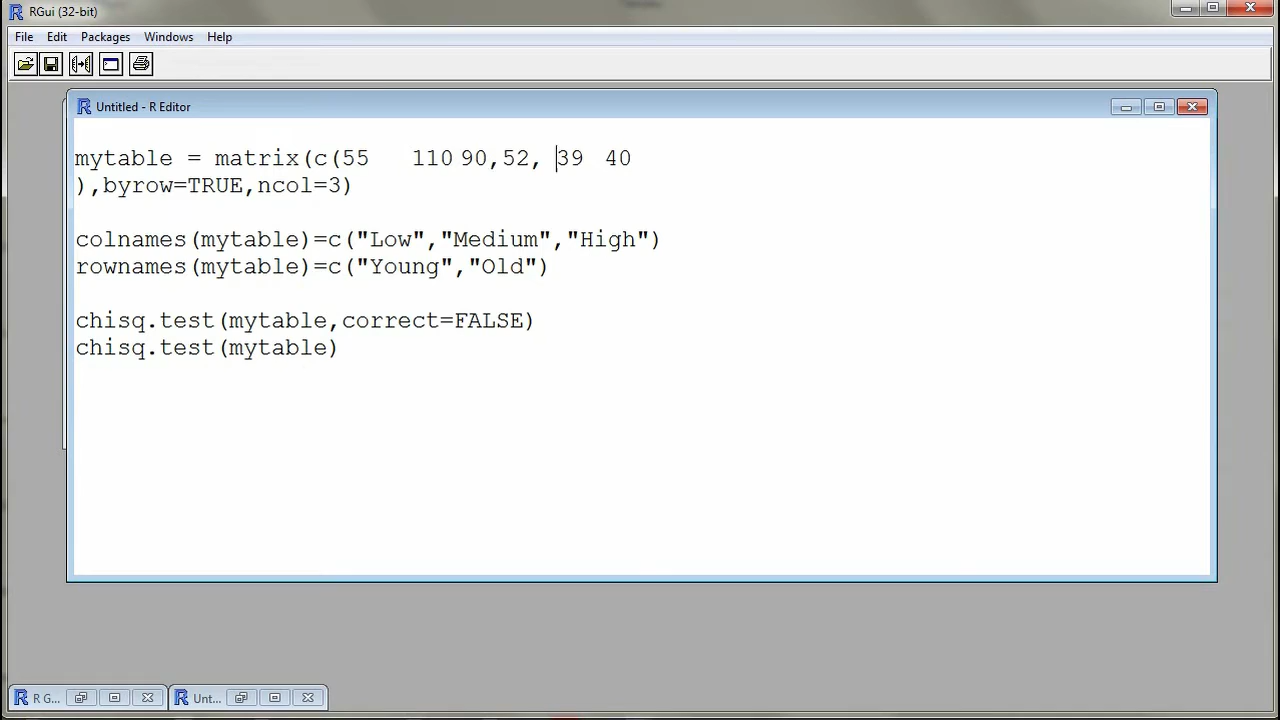 RGui (32-bit)
File Edit Packages Windows Help
Untitled - R Editor
mytable = matrix(c(55 110 90,52, 39 40
),byrow=TRUE,ncol=3)
colnames(mytable)=c("Low","Medium","High")
rownames(mytable)=c("Young","Old")
chisq.test(mytable,correct=FALSE)
chisq.test(mytable)
R G... Unt...